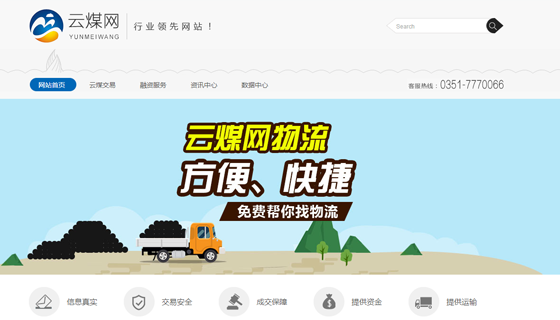 云煤网
YUNMEIWANG
行业领先网站！
Search
网站首页 云煤交易 融资服务 资讯中心 数据中心
客服热线：0351-7770066
云煤网物流
方便、快捷
免费帮你找物流
信息真实 交易安全 成交保障 提供资金 提供运输